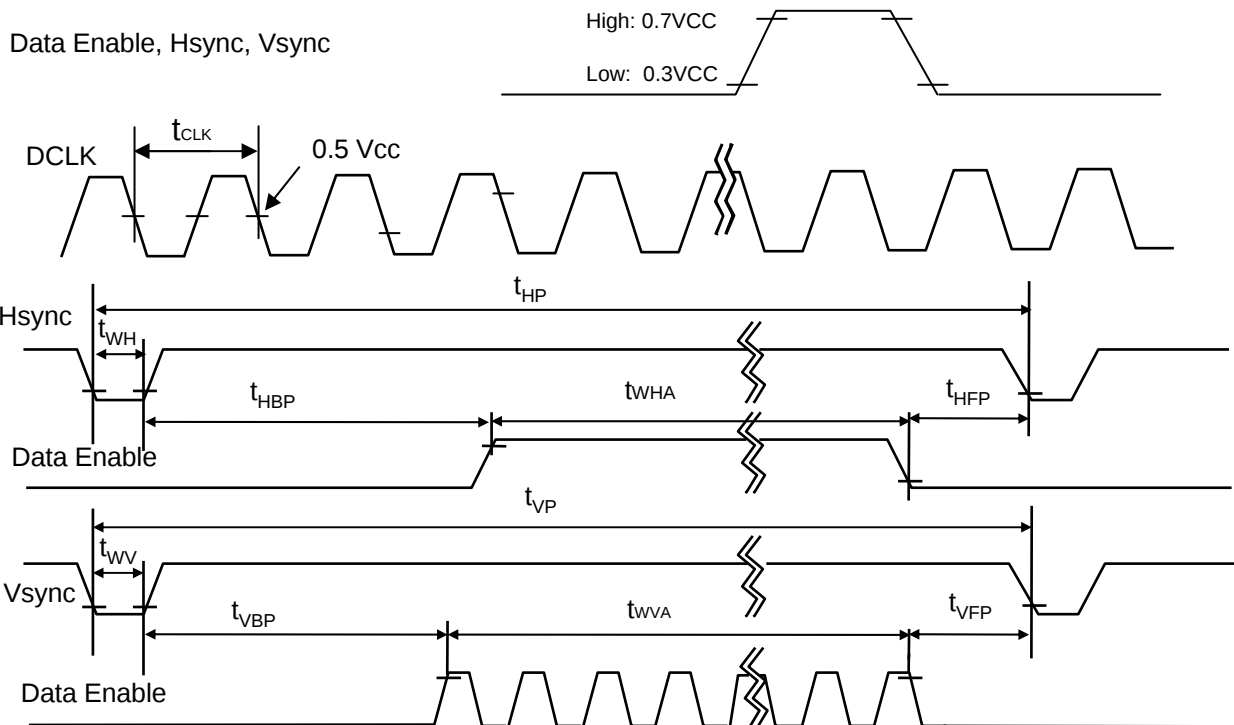 High: 0.7VCC
Data Enable, Hsync, Vsync
Low: 0.3VCC
tCLK
DCLK
0.5 Vcc
tHP
Hsync
tWH
tHBP
tWHA
tHFP
Data Enable
tVP
tWV
Vsync
tVBP
tWVA
tVFP
Data Enable